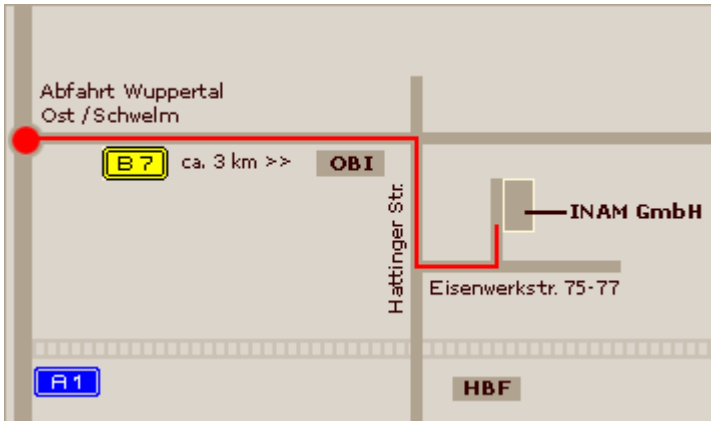 Abfahrt Wuppertal
Ost /Schwelm
B 7
ca. 3 km >>
OBI
Hattinger Str.
INAM GmbH
Eisenwerkstr. 75-77
A 1
HBF